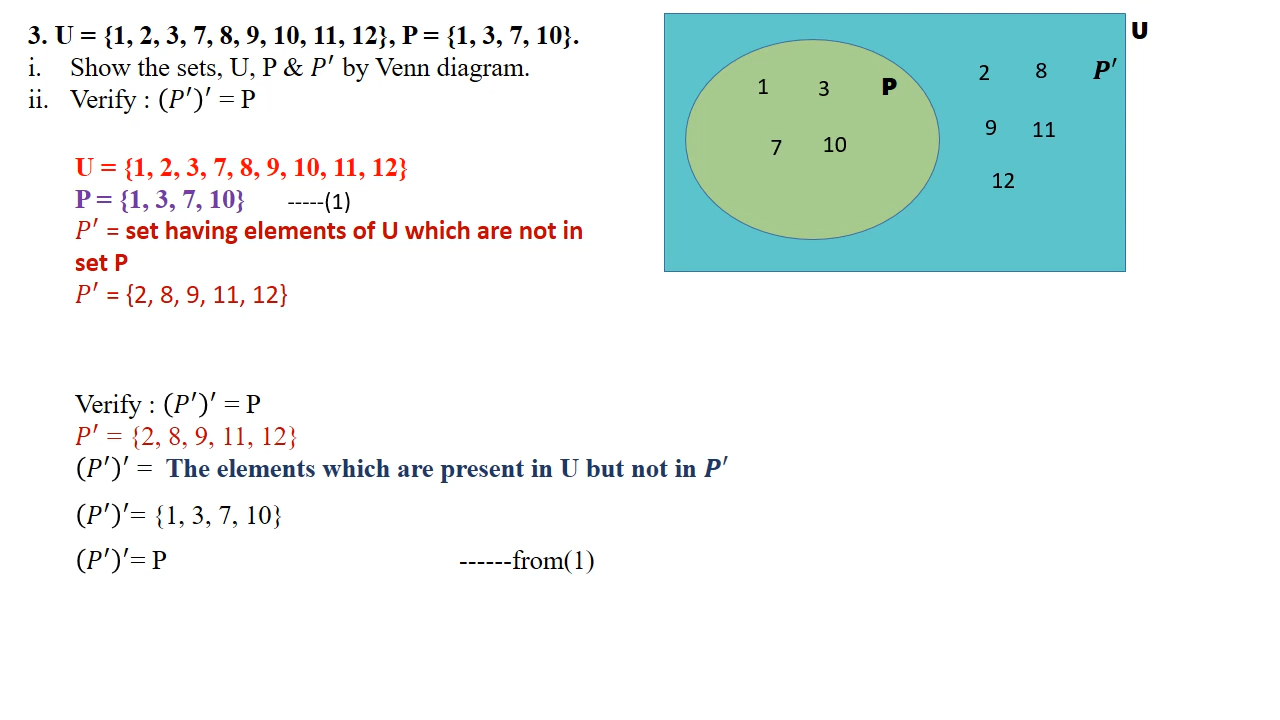 3. U = {1, 2, 3, 7, 8, 9, 10, 11, 12}, P = {1, 3, 7, 10}.
i. Show the sets, U, P & P′ by Venn diagram.
ii. Verify : (P′)′ = P
U = {1, 2, 3, 7, 8, 9, 10, 11, 12}
P = {1, 3, 7, 10} -----(1)
P′ = set having elements of U which are not in
set P
P′ = {2, 8, 9, 11, 12}
Verify : (P′)′ = P
P′ = {2, 8, 9, 11, 12}
(P′)′ = The elements which are present in U but not in P′
(P′)′= {1, 3, 7, 10}
(P′)′= P ------from(1)
U
1 3 P 2 8 P′
7 10 9 11
12